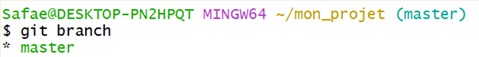 Safae@DESKTOP-PN2HPQT MINGW64 ~/mon_projet (master)
$ git branch
* master